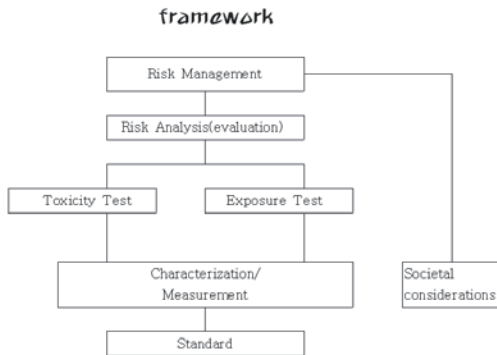 framework
Risk Management
Risk Analysis(evaluation)
Toxicity Test
Exposure Test
Characterization/
Measurement
Societal
considerations
Standard